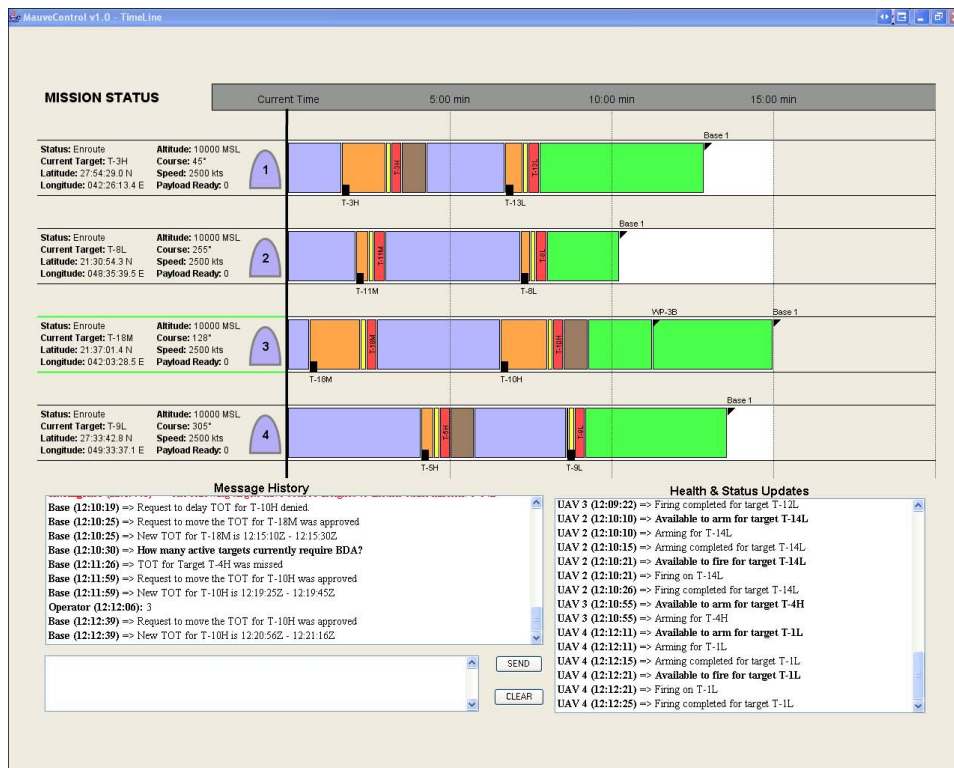 MauveControl v1.0 - TimeLine
MISSION STATUS
Current Time 5:00 min 10:00 min 15:00 min
Base 1
Status: Enroute Altitude: 10000 MSL
Current Target: T-3H Course: 45°
Latitude: 27:54:29.0 N Speed: 2500 kts
Longitude: 042:26:13.4 E Payload Ready: 0
1
T-3H
T-13L
T-3H T-13L
Base 1
Status: Enroute Altitude: 10000 MSL
Current Target: T-8L Course: 255°
Latitude: 21:30:54.3 N Speed: 2500 kts
Longitude: 048:35:39.5 E Payload Ready: 0
2
T-11M
T-8L
T-11M T-8L
WP-3B Base 1
Status: Enroute Altitude: 10000 MSL
Current Target: T-18M Course: 128°
Latitude: 21:37:01.4 N Speed: 2500 kts
Longitude: 042:03:28.5 E Payload Ready: 0
3
T-18M
T-10H
T-18M T-10H
Base 1
Status: Enroute Altitude: 10000 MSL
Current Target: T-9L Course: 305°
Latitude: 27:33:42.8 N Speed: 2500 kts
Longitude: 049:33:37.1 E Payload Ready: 0
4
T-5H
T-9L
T-5H T-9L
Message History
Base (12:10:19) => Request to delay TOT for T-10H denied.
Base (12:10:25) => Request to move the TOT for T-18M was approved
Base (12:10:25) => New TOT for T-18M is 12:15:10Z - 12:15:30Z
Base (12:10:30) => How many active targets currently require BDA?
Base (12:11:26) => TOT for Target T-4H was missed
Base (12:11:59) => Request to move the TOT for T-10H was approved
Base (12:11:59) => New TOT for T-10H is 12:19:25Z - 12:19:45Z
Operator (12:12:06): 3
Base (12:12:39) => Request to move the TOT for T-10H was approved
Base (12:12:39) => New TOT for T-10H is 12:20:56Z - 12:21:16Z
SEND
CLEAR
Health & Status Updates
UAV 3 (12:09:22) => Firing completed for target T-12L
UAV 2 (12:10:10) => Available to arm for target T-14L
UAV 2 (12:10:10) => Arming for T-14L
UAV 2 (12:10:15) => Arming completed for target T-14L
UAV 2 (12:10:21) => Available to fire for target T-14L
UAV 2 (12:10:21) => Firing on T-14L
UAV 2 (12:10:26) => Firing completed for target T-14L
UAV 3 (12:10:55) => Available to arm for target T-4H
UAV 3 (12:10:55) => Arming for T-4H
UAV 4 (12:12:11) => Available to arm for target T-1L
UAV 4 (12:12:11) => Arming for T-1L
UAV 4 (12:12:15) => Arming completed for target T-1L
UAV 4 (12:12:21) => Available to fire for target T-1L
UAV 4 (12:12:21) => Firing on T-1L
UAV 4 (12:12:25) => Firing completed for target T-1L